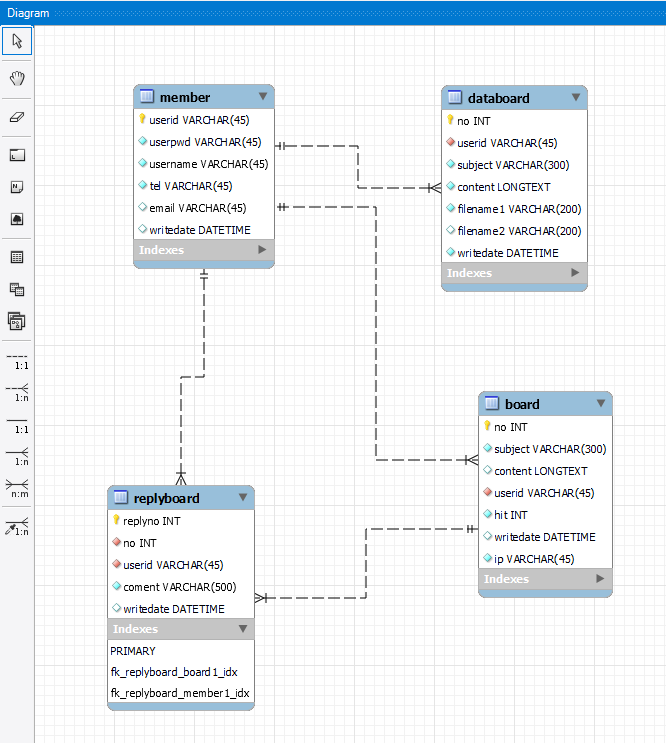 Diagram
member
userid VARCHAR(45)
userpwd VARCHAR(45)
username VARCHAR(45)
tel VARCHAR(45)
email VARCHAR(45)
writedate DATETIME
Indexes
databoard
no INT
userid VARCHAR(45)
subject VARCHAR(300)
content LONGTEXT
filename1 VARCHAR(200)
filename2 VARCHAR(200)
writedate DATETIME
Indexes
board
no INT
subject VARCHAR(300)
content LONGTEXT
userid VARCHAR(45)
hit INT
writedate DATETIME
ip VARCHAR(45)
Indexes
replyboard
replyno INT
no INT
userid VARCHAR(45)
coment VARCHAR(500)
writedate DATETIME
Indexes
PRIMARY
fk_replyboard_board1_idx
fk_replyboard_member1_idx
1:1
1:n
1:1
1:n
n:m
1:n